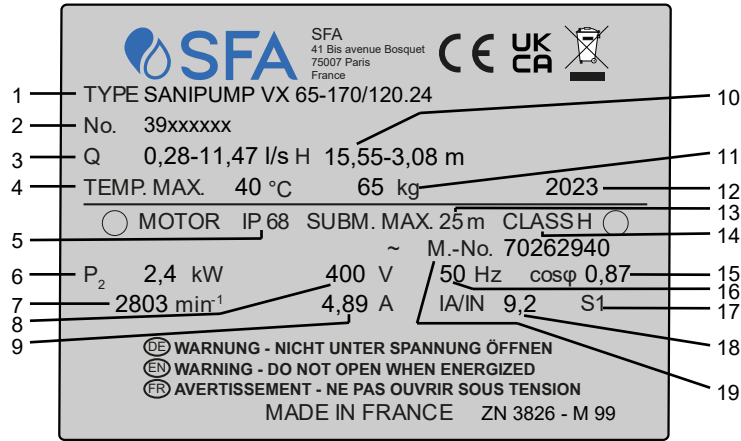 SFA
SFA
41 Bis avenue Bosquet
75007 Paris
France
CE UK CA
1 TYPE SANIPUMP VX 65-170/120.24 10
2 No. 39xxxxxx
3 Q 0,28-11,47 l/s H 15,55-3,08 m 11
4 TEMP. MAX. 40 °C 65 kg 2023 12
13
5 MOTOR IP 68 SUBM. MAX. 25 m CLASS H 14
~ M.-No. 70262940
6 P2 2,4 kW 400 V 50 Hz cosφ 0,87 15
16
7 2803 min-1 4,89 A IA/IN 9,2 S1 17
8
9 18
DE WARNUNG - NICHT UNTER SPANNUNG ÖFFNEN
EN WARNING - DO NOT OPEN WHEN ENERGIZED
19
FR AVERTISSEMENT - NE PAS OUVRIR SOUS TENSION
MADE IN FRANCE ZN 3826 - M 99